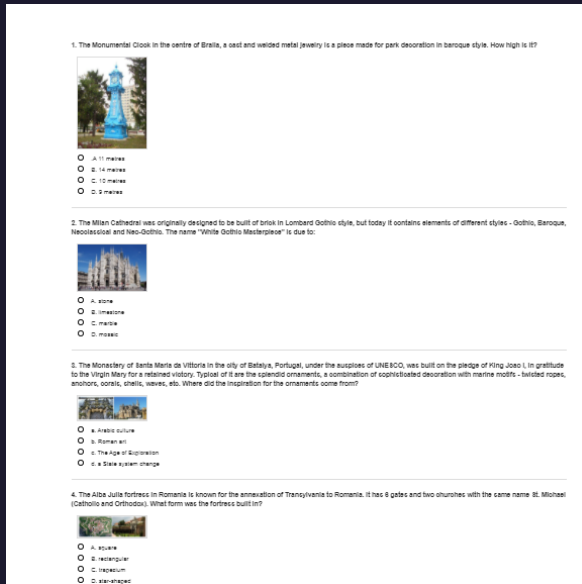 1. The Monumental Clock in the centre of Braila, a cast and welded metal jewelry is a piece made for park decoration in baroque style. How high is it?
A 11 metres
B. 14 metres
C. 10 metres
D. 9 metres
2. The Milan Cathedral was originally designed to be built of brick in Lombard Gothic style, but today it contains elements of different styles - Gothic, Baroque,
Neoclassical and Neo-Gothic. The name "White Gothic Masterpiece" is due to:
A. stone
B. limestone
C. marble
D. mosaic
3. The Monastery of Santa Maria da Vittoria in the city of Batalya, Portugal, under the auspices of UNESCO, was built on the pledge of King Joao I, in gratitude
to the Virgin Mary for a retained victory. Typical of it are the splendid ornaments, a combination of sophisticated decoration with marine motifs - twisted ropes,
anchors, corals, shells, waves, etc. Where did the inspiration for the ornaments come from?
a. Arabic culture
b. Roman art
c. The Age of Exploration
d. a State system change
4. The Alba Julia fortress in Romania is known for the annexation of Transylvania to Romania. It has 6 gates and two churches with the same name St. Michael
(Catholic and Orthodox). What form was the fortress built in?
A. square
B. rectangular
C. trapezium
D. star-shaped